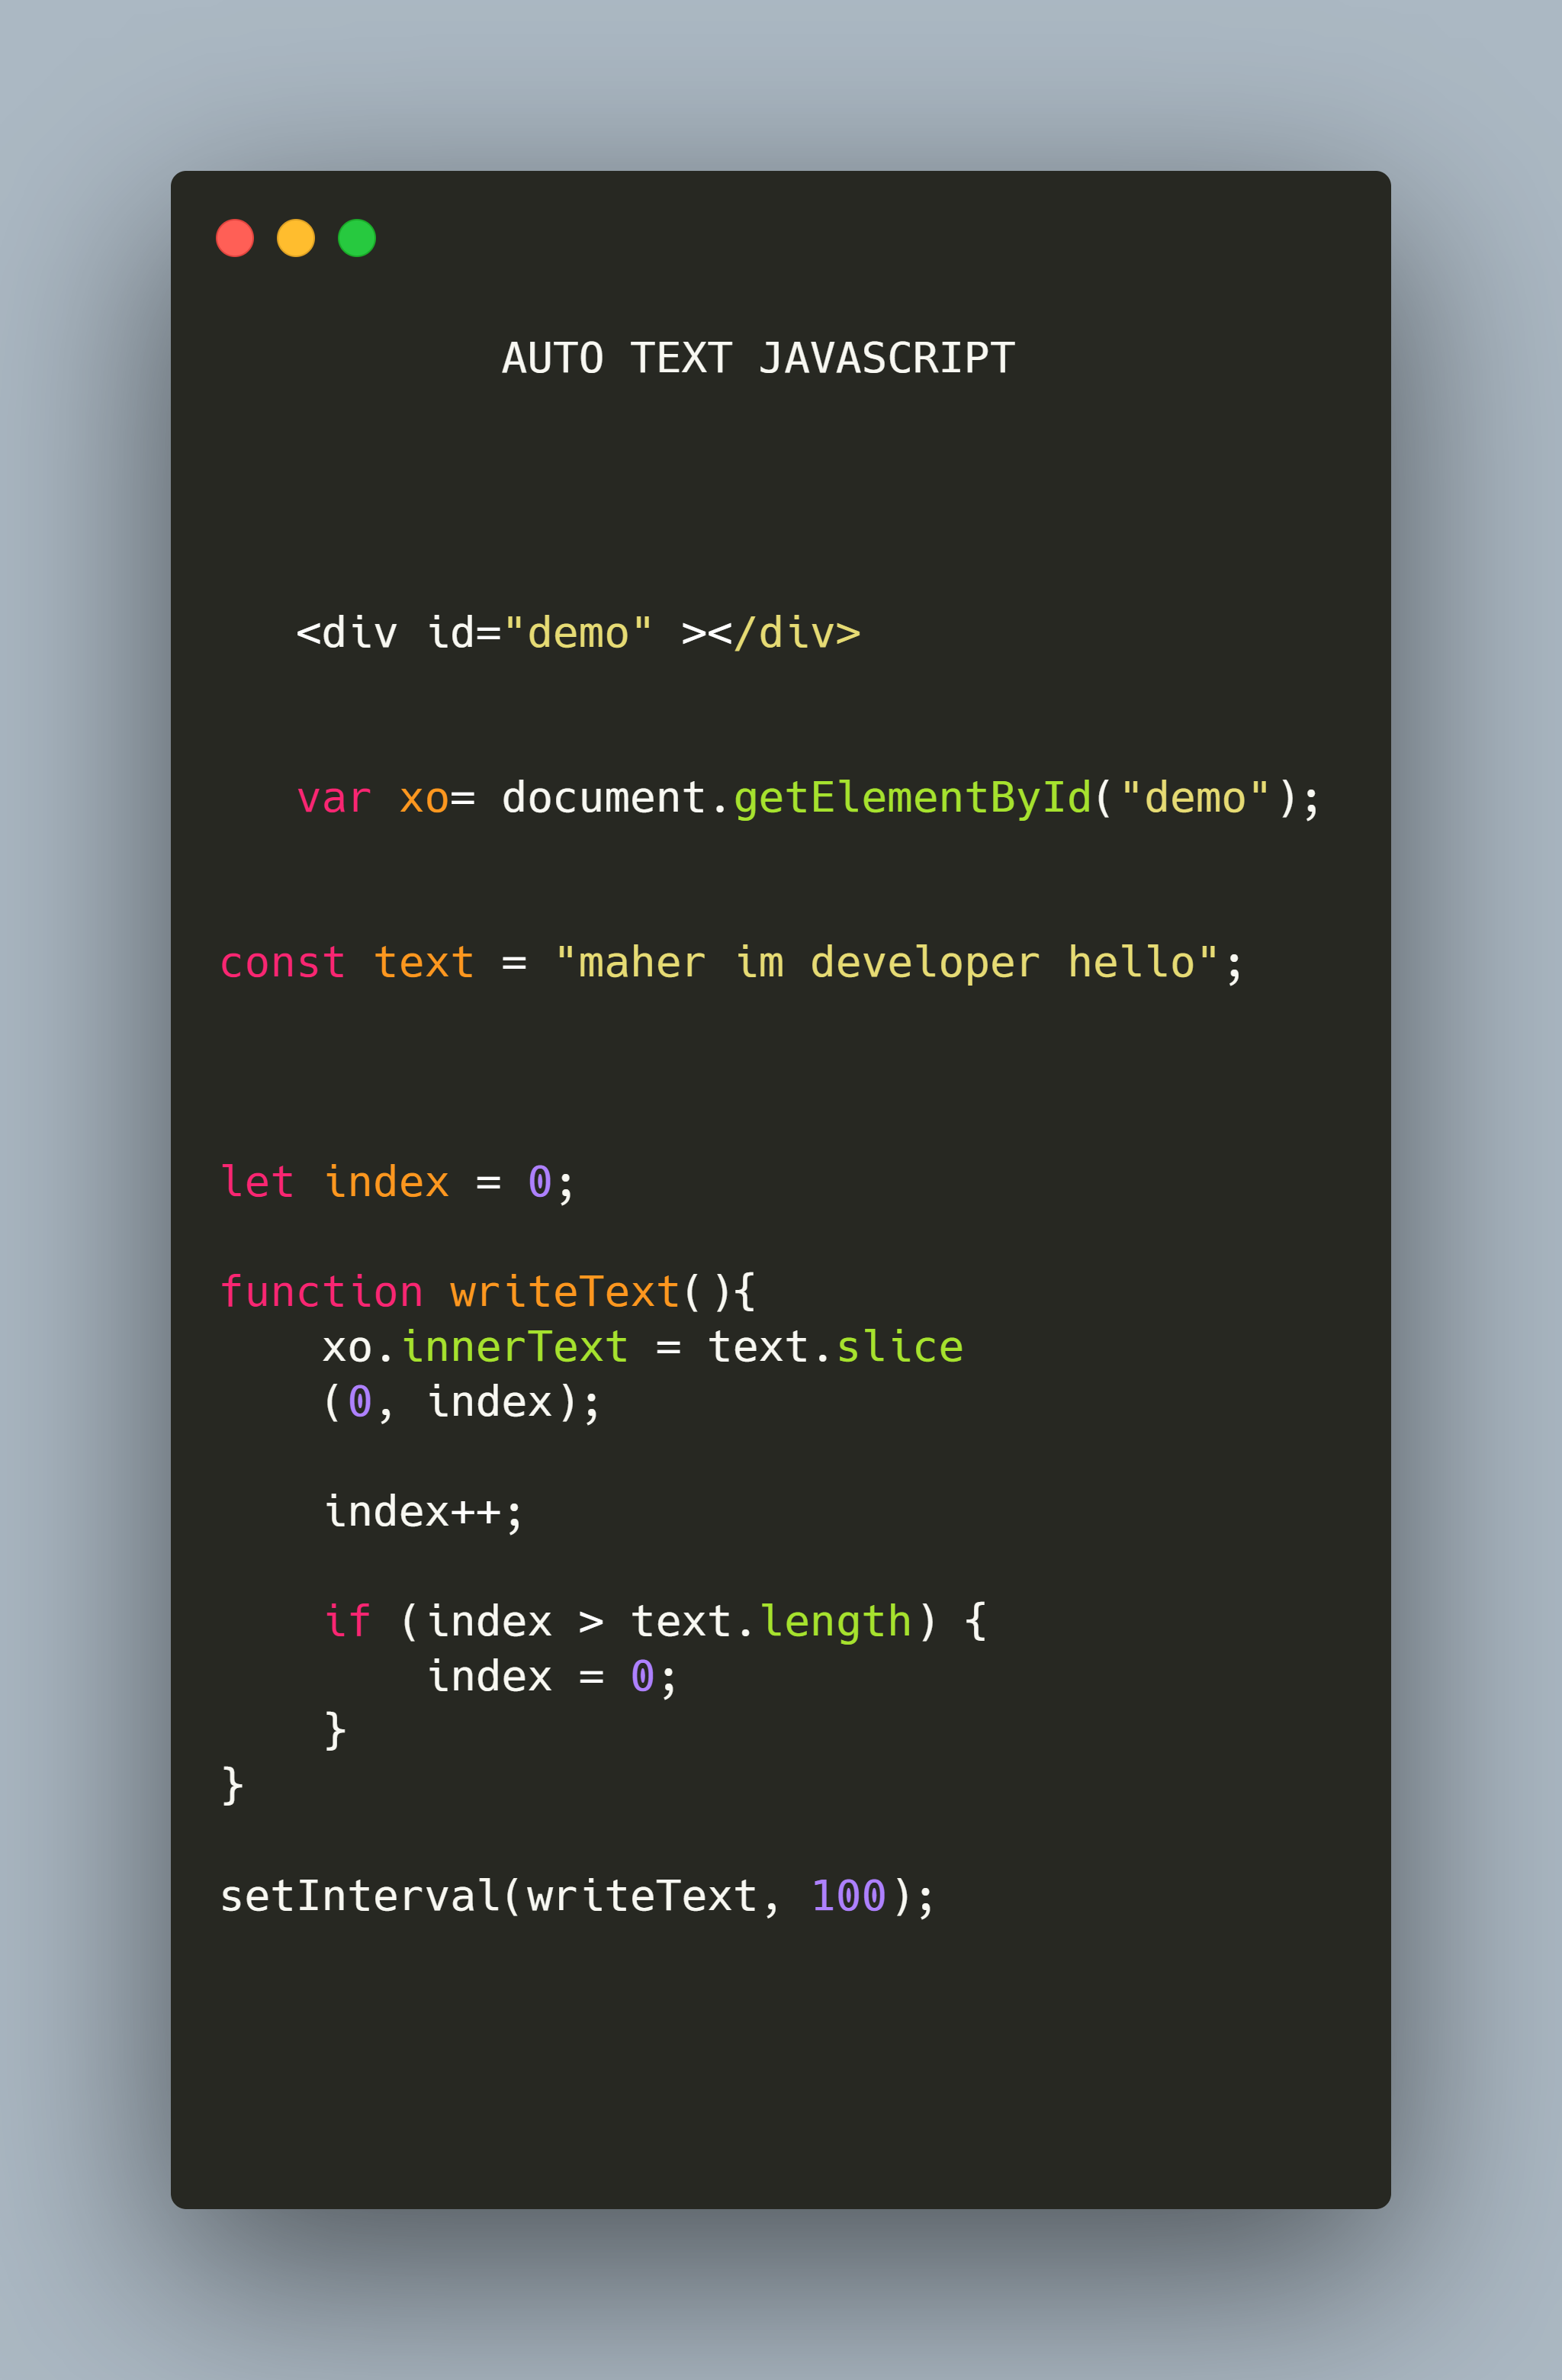 AUTO TEXT JAVASCRIPT
<div id="demo" ></div>
var xo= document.getElementById("demo");
const text = "maher im developer hello";
let index = 0;
function writeText(){
xo.innerText = text.slice
(0, index);
index++;
if (index > text.length) {
index = 0;
}
}
setInterval(writeText, 100);